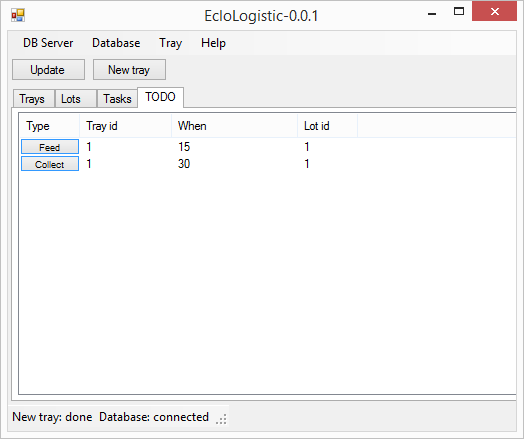 EcloLogistic-0.0.1
DB Server Database Tray Help
Update New tray
Trays Lots Tasks TODO
Type Tray id When Lot id
Feed 1 15 1
Collect 1 30 1
New tray: done Database: connected